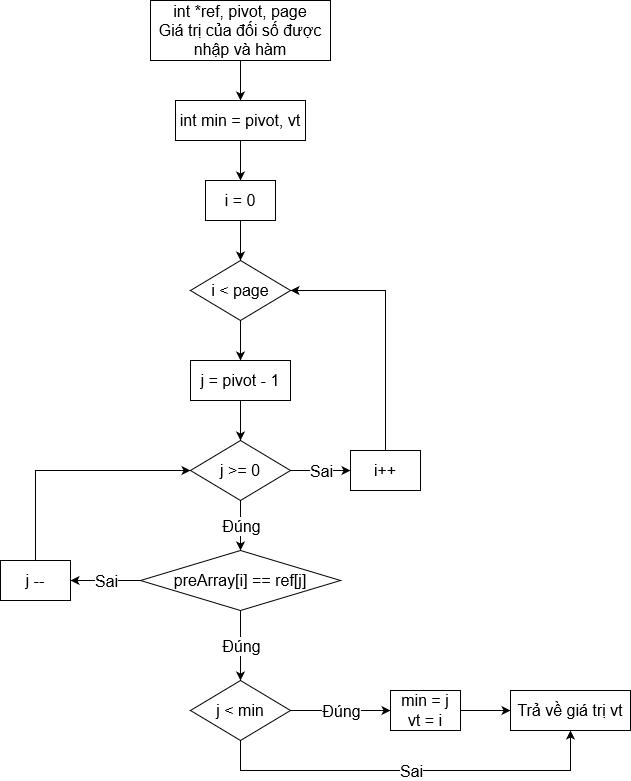 int *ref, pivot, page
Giá trị của đối số được
nhập và hàm
int min = pivot, vt
i = 0
i < page
j = pivot - 1
j >= 0
Sai
i++
Đúng
preArray[i] == ref[j]
Sai
j --
Đúng
j < min
Đúng
min = j
vt = i
Trả về giá trị vt
Sai